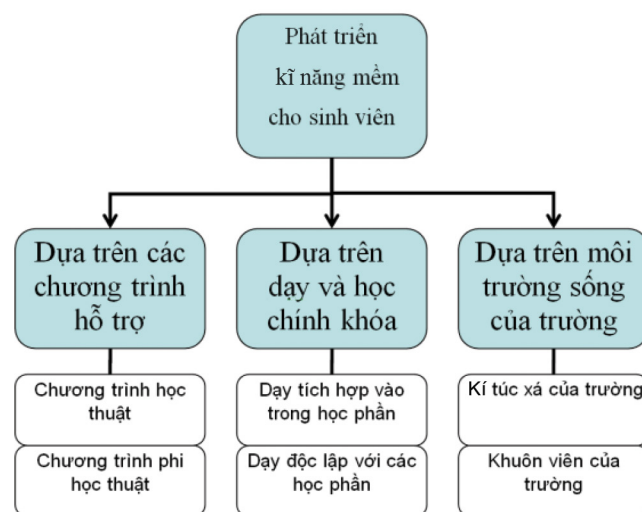 Phát triển
kĩ năng mềm
cho sinh viên
Dựa trên các
chương trình
hỗ trợ
Dựa trên
dạy và học
chính khóa
Dựa trên môi
trường sống
của trường
Chương trình học
thuật
Chương trình phi
học thuật
Dạy tích hợp vào
trong học phần
Dạy độc lập với các
học phần
Kí túc xá của trường
Khuôn viên của
trường